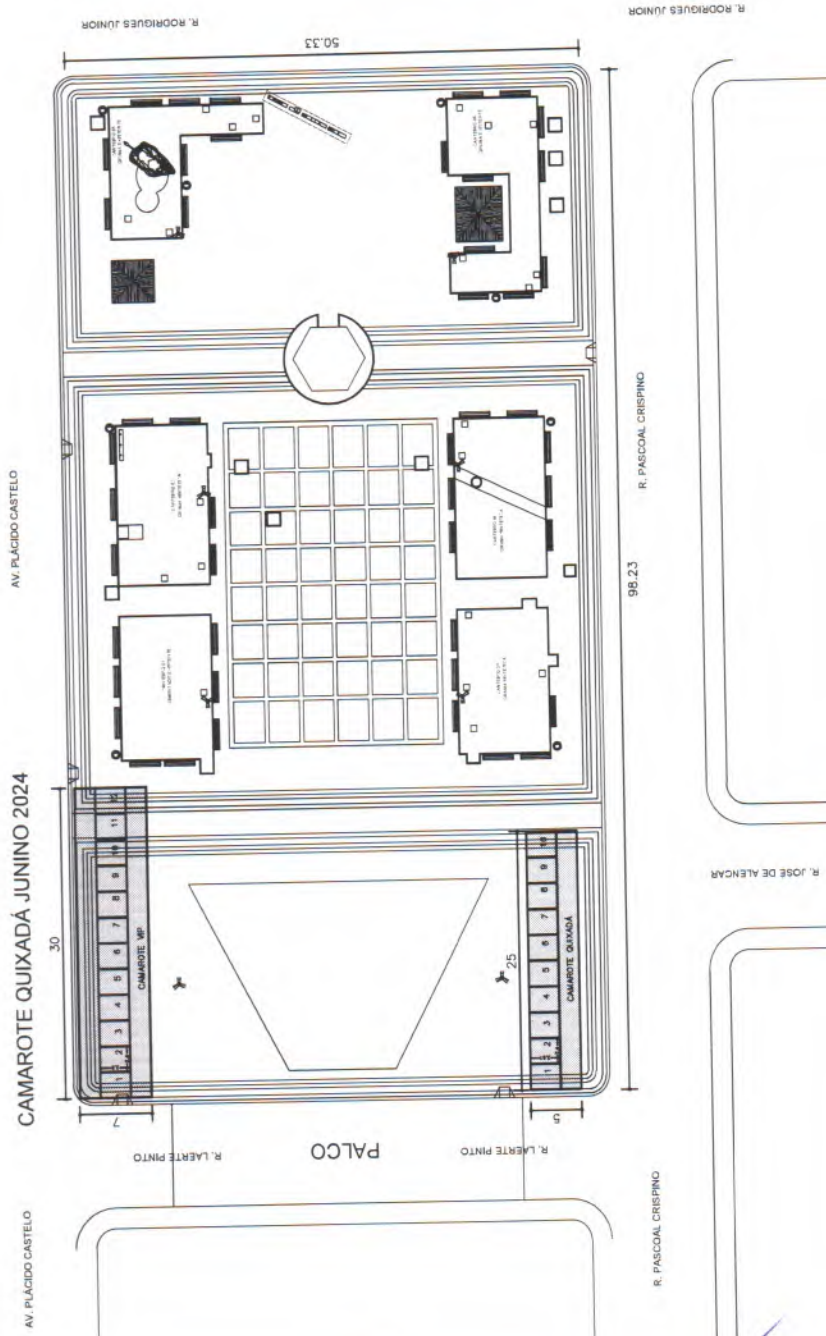 CAMAROTE QUIXADÁ JUNINO 2024
AV. PLÁCIDO CASTELO
AV. PLÁCIDO CASTELO
R. RODRIGUES JÚNIOR
R. RODRIGUES JÚNIOR
50.33
98.23
30
7
1 2 3 4 5 6 7 8 9 10 11 12
CAMAROTE VIP
25
5
1 2 3 4 5 6 7 8 9 10
CAMAROTE QUIXADÁ
R. LAERTE PINTO
PALCO
R. LAERTE PINTO
R. PASCOAL CRISPINO
R. PASCOAL CRISPINO
R. JOSÉ DE ALENCAR